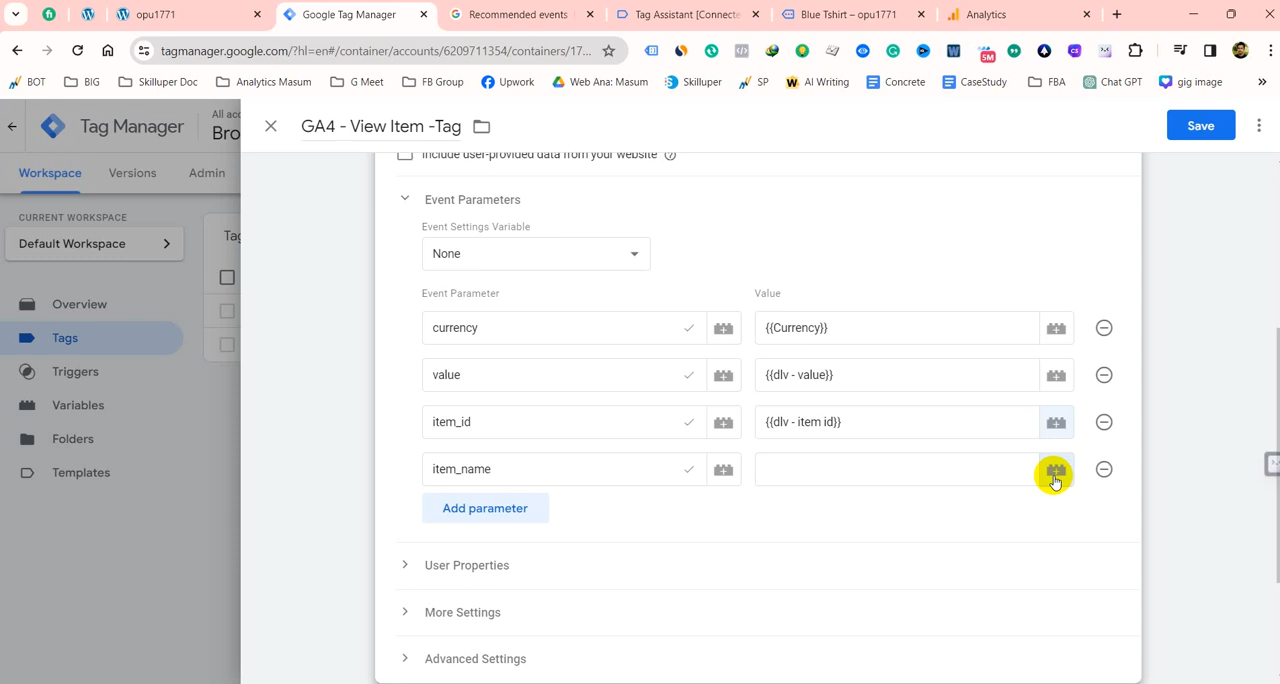 opu1771
Google Tag Manager
Recommended events
Tag Assistant [Connecte
Blue Tshirt – opu1771
Analytics
tagmanager.google.com/?hl=en#/container/accounts/6209711354/containers/17...
5M
BOT
BIG
Skilluper Doc
Analytics Masum
G Meet
FB Group
Upwork
Web Ana: Masum
Skilluper
SP
AI Writing
Concrete
CaseStudy
FBA
Chat GPT
gig image
Tag Manager
All acc
Bro
GA4 - View Item -Tag
Save
Workspace
Versions
Admin
Include user-provided data from your website
CURRENT WORKSPACE
Default Workspace
Tag
Overview
Tags
Triggers
Variables
Folders
Templates
Event Parameters
Event Settings Variable
None
Event Parameter
Value
currency
{{Currency}}
value
{{dlv - value}}
item_id
{{dlv - item id}}
item_name
Add parameter
User Properties
More Settings
Advanced Settings